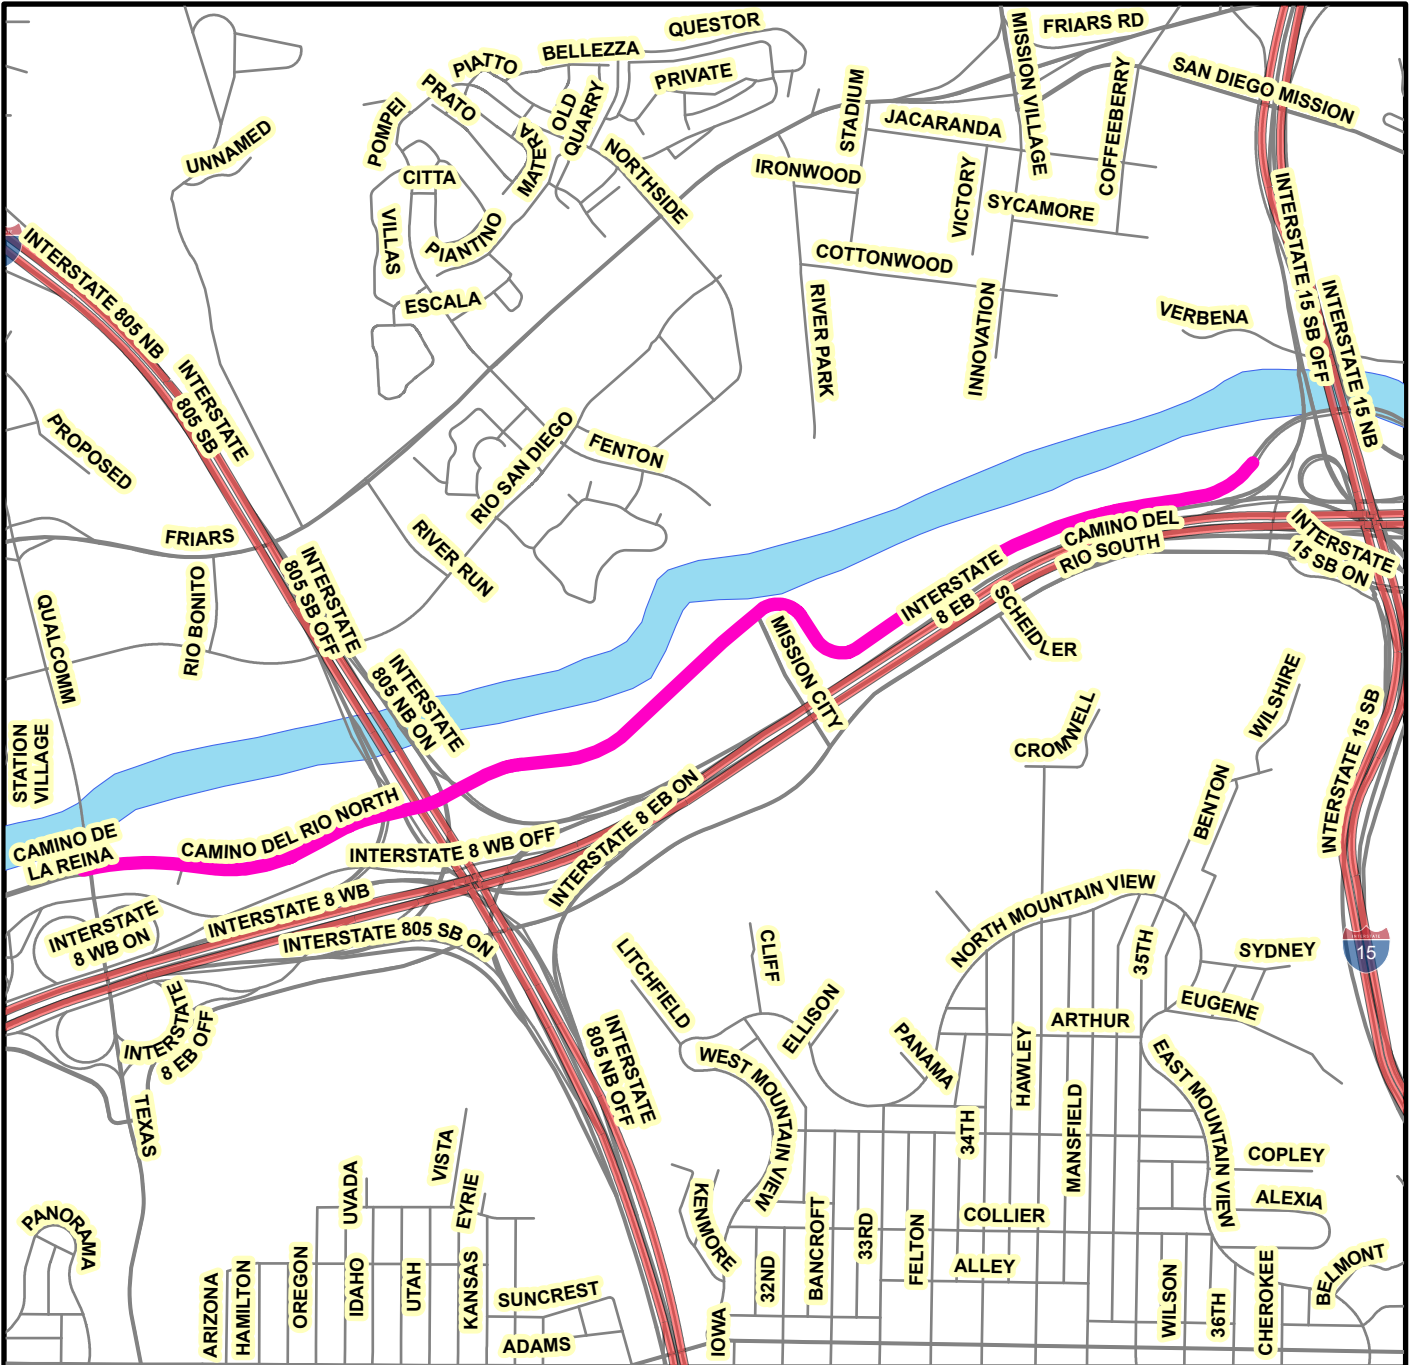 QUESTOR
FRIARS RD
BELLEZZA
PIATTO
PRIVATE
SAN DIEGO MISSION
MISSION VILLAGE
COFFEEBERRY
STADIUM
PRATO
OLD
QUARRY
POMPEI
MATERA
UNNAMED
JACARANDA
NORTHSIDE
IRONWOOD
CITTA
VICTORY
SYCAMORE
VILLAS
PIANTINO
COTTONWOOD
INTERSTATE 15 SB OFF
INTERSTATE 805 NB
ESCALA
RIVER PARK
INNOVATION
VERBENA
INTERSTATE 15 NB
INTERSTATE
805 SB
PROPOSED
FENTON
RIO SAN DIEGO
FRIARS
RIVER RUN
CAMINO DEL
RIO SOUTH
INTERSTATE
15 SB ON
INTERSTATE
805 SB OFF
RIO BONITO
QUALCOMM
INTERSTATE
8 EB
SCHEIDLER
MISSION CITY
INTERSTATE
805 NB ON
WILSHIRE
CROMWELL
STATION
VILLAGE
INTERSTATE 15 SB
BENTON
CAMINO DEL RIO NORTH
INTERSTATE 8 EB ON
CAMINO DE
LA REINA
INTERSTATE 8 WB OFF
INTERSTATE 8 WB
INTERSTATE
8 WB ON
INTERSTATE 805 SB ON
NORTH MOUNTAIN VIEW
35TH
SYDNEY
INTERSTATE
15
LITCHFIELD
CLIFF
ELLISON
EUGENE
ARTHUR
INTERSTATE
8 EB OFF
INTERSTATE
805 NB OFF
WEST MOUNTAIN VIEW
PANAMA
HAWLEY
EAST MOUNTAIN VIEW
TEXAS
34TH
MANSFIELD
VISTA
COPLEY
UVADA
EYRIE
KENMORE
ALEXIA
PANORAMA
BANCROFT
33RD
FELTON
COLLIER
ALLEY
ARIZONA
HAMILTON
OREGON
IDAHO
UTAH
KANSAS
SUNCREST
ADAMS
IOWA
32ND
WILSON
36TH
CHEROKEE
BELMONT